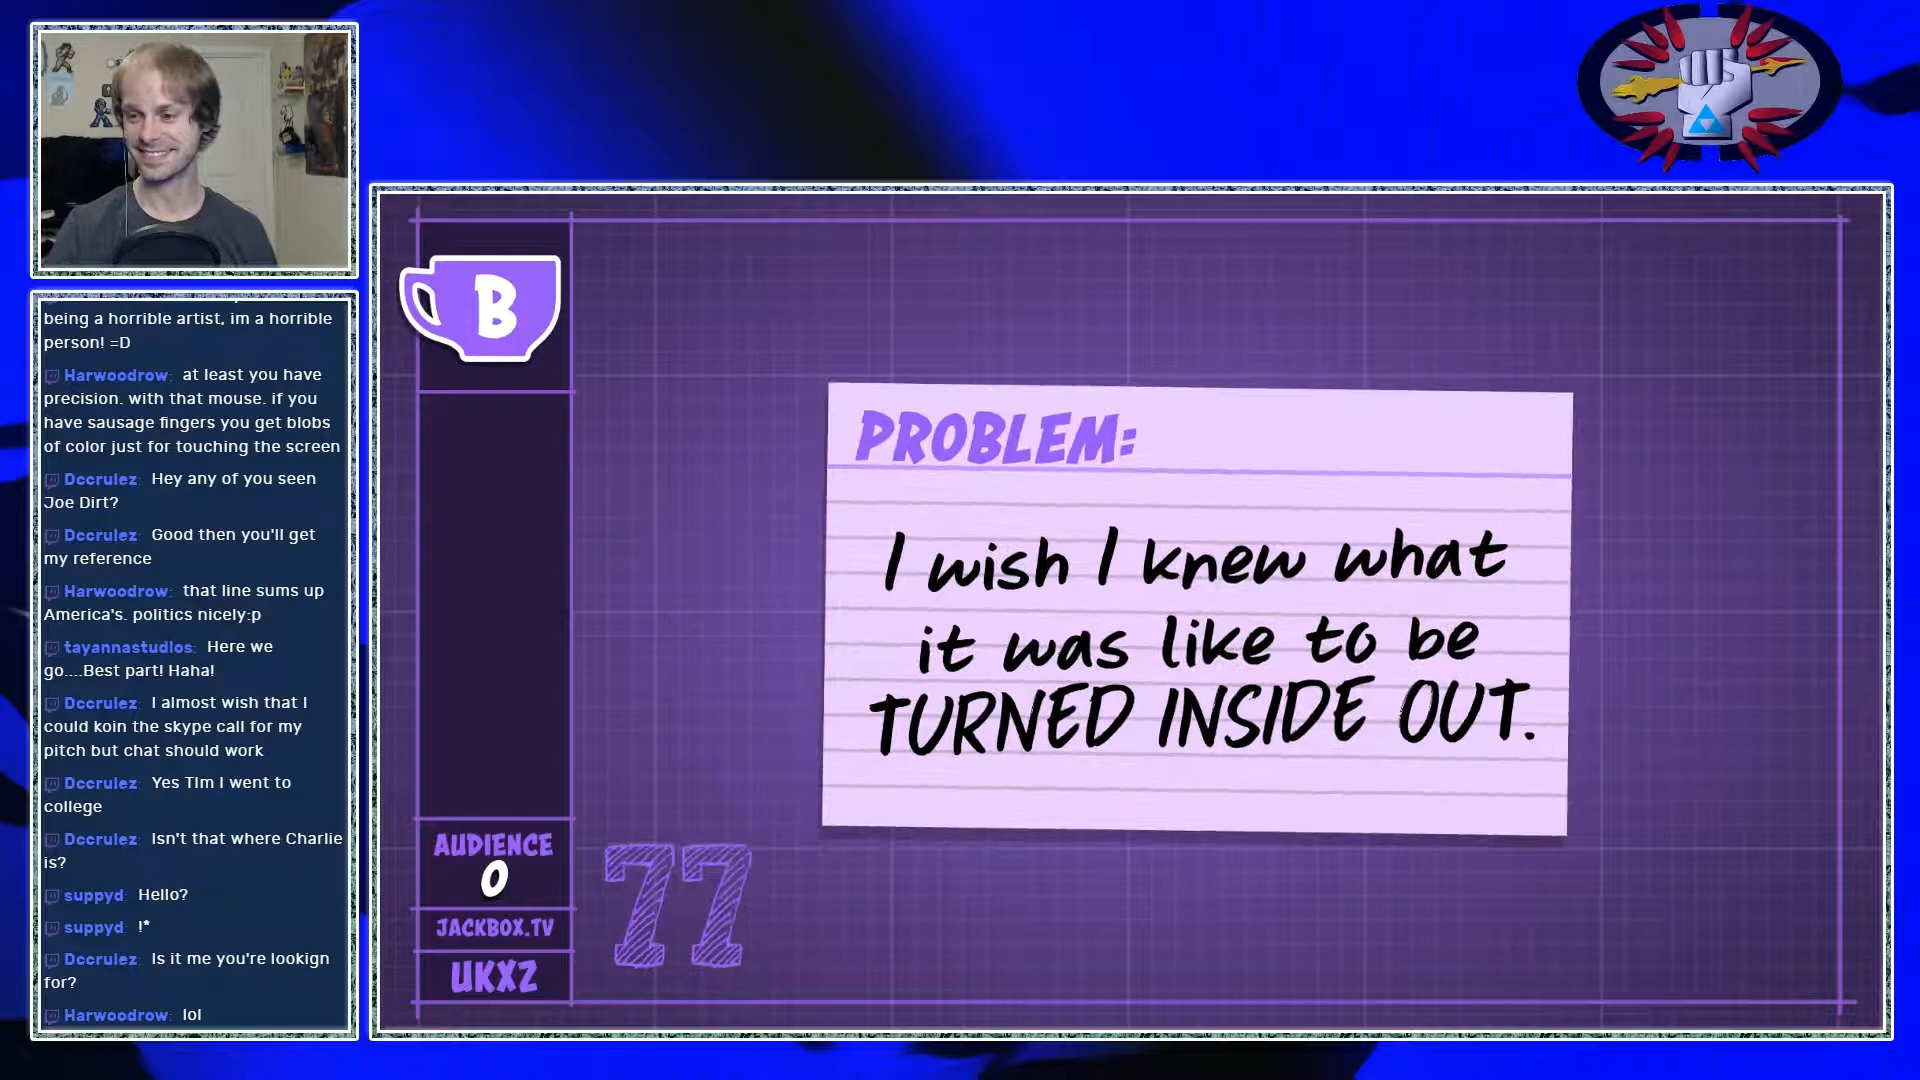 being a horrible artist, im a horrible
person! =D
Harwoodrow: at least you have
precision. with that mouse. if you
have sausage fingers you get blobs
of color just for touching the screen
Dccrulez: Hey any of you seen
Joe Dirt?
Dccrulez: Good then you'll get
my reference
Harwoodrow: that line sums up
America's. politics nicely:p
tayannastudios: Here we
go....Best part! Haha!
Dccrulez: I almost wish that I
could koin the skype call for my
pitch but chat should work
Dccrulez: Yes TIm I went to
college
Dccrulez: Isn't that where Charlie
is?
suppyd: Hello?
suppyd: !*
Dccrulez: Is it me you're lookign
for?
Harwoodrow: lol
B
PROBLEM:
I wish I knew what
it was like to be
TURNED INSIDE OUT.
AUDIENCE
0
JACKBOX.TV
UKXZ
77